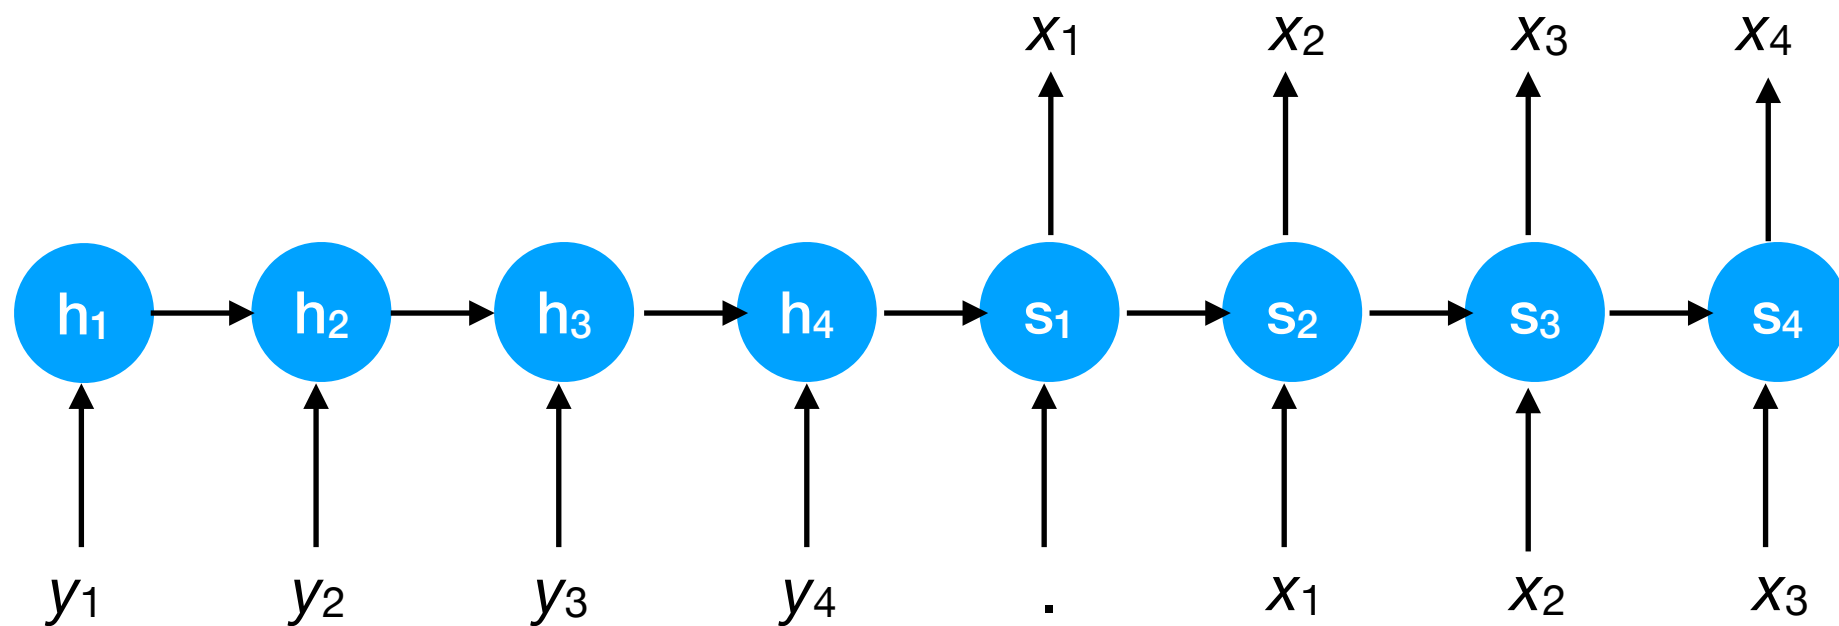 x₁ x₂ x₃ x₄
h₁ h₂ h₃ h₄ s₁ s₂ s₃ s₄
y₁ y₂ y₃ y₄ . x₁ x₂ x₃